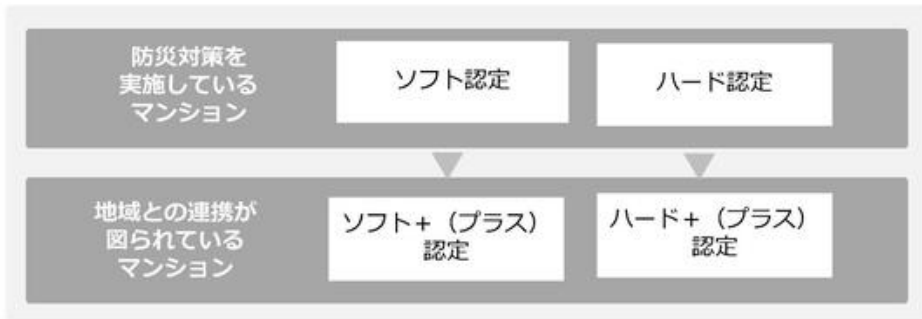 防災対策を
実施している
マンション
ソフト認定
ハード認定
地域との連携が
図られている
マンション
ソフト+(プラス)
認定
ハード+(プラス)
認定